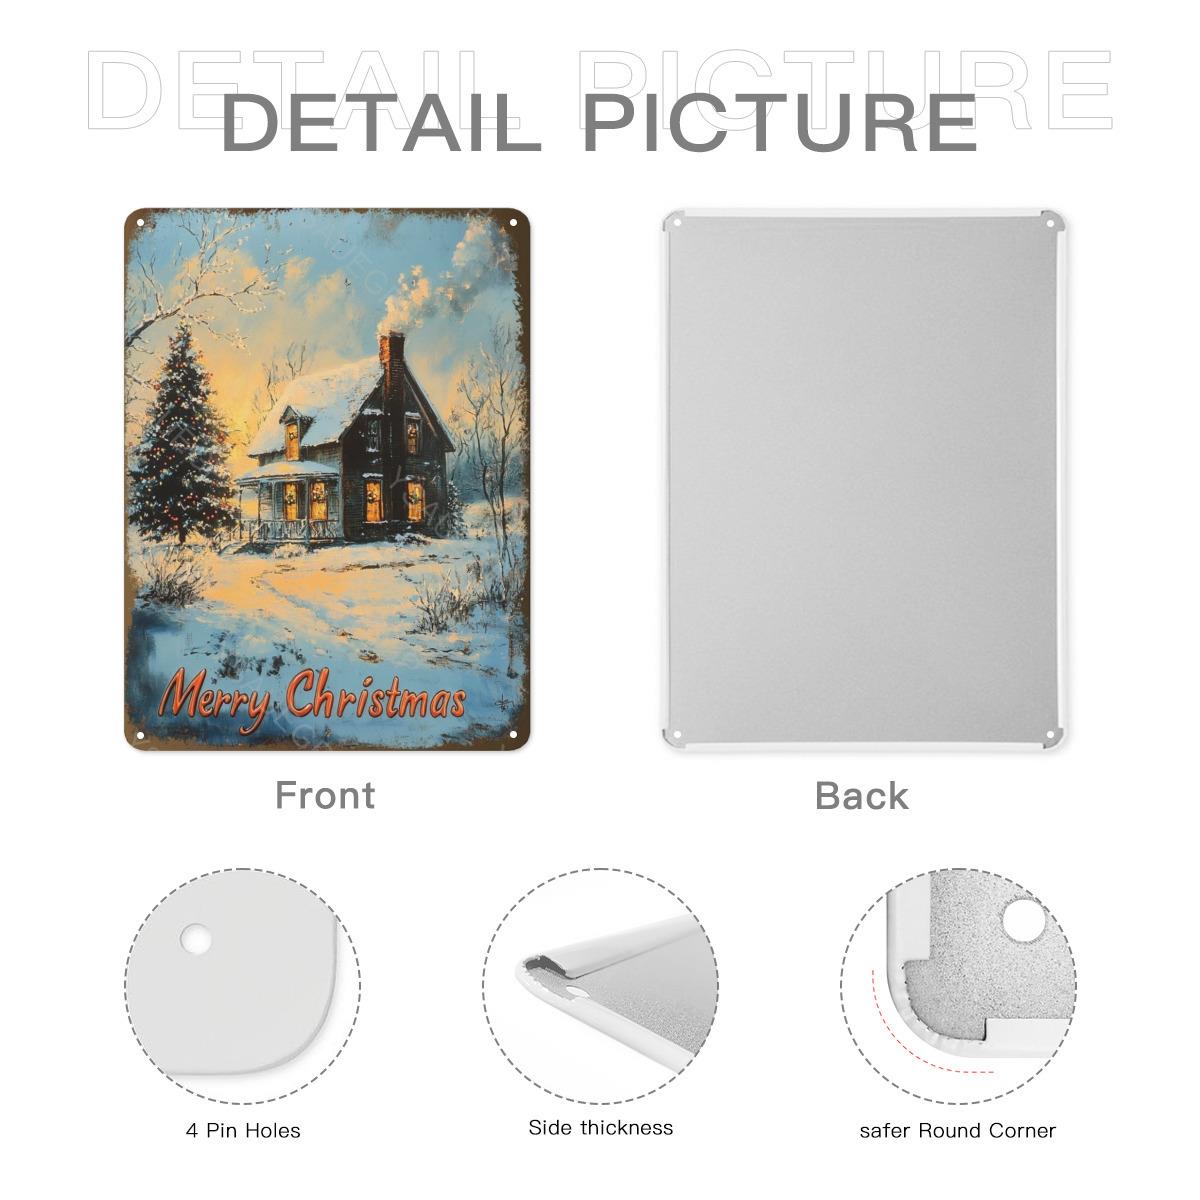 DETAIL PICTURE
DETAIL PICTURE
Merry Christmas
Front
Back
4 Pin Holes
Side thickness
safer Round Corner